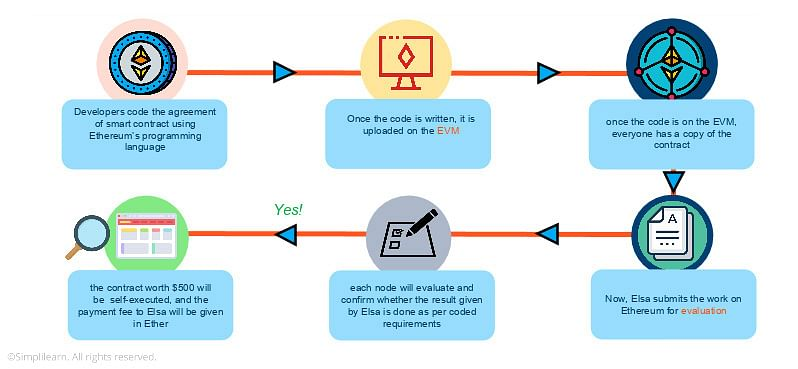 Developers code the agreement
of smart contract using
Ethereum's programming
language
Once the code is written, it is
uploaded on the EVM
once the code is on the EVM,
everyone has a copy of the
contract
Yes!
A
the contract worth $500 will
be self-executed, and the
payment fee to Elsa will be given
in Ether
each node will evaluate and
confirm whether the result given
by Elsa is done as per coded
requirements
Now, Elsa submits the work on
Ethereum for evaluation
©Simplilearn. All rights reserved.